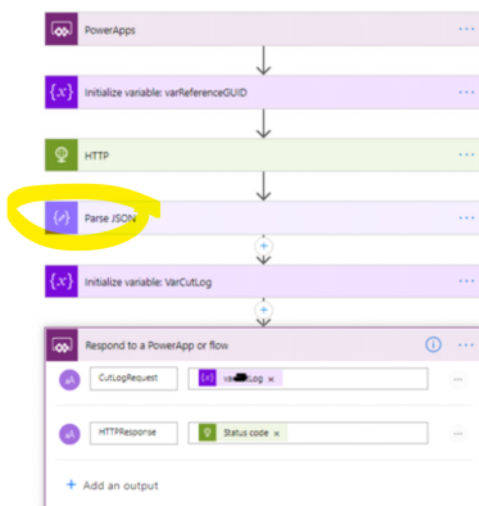 PowerApps
Initialize variable: varReferenceGUID
HTTP
Parse JSON
Initialize variable: VarCutLog
Respond to a PowerApp or flow
CutLogRequest Log ×
HTTPResponse Status code ×
+ Add an output